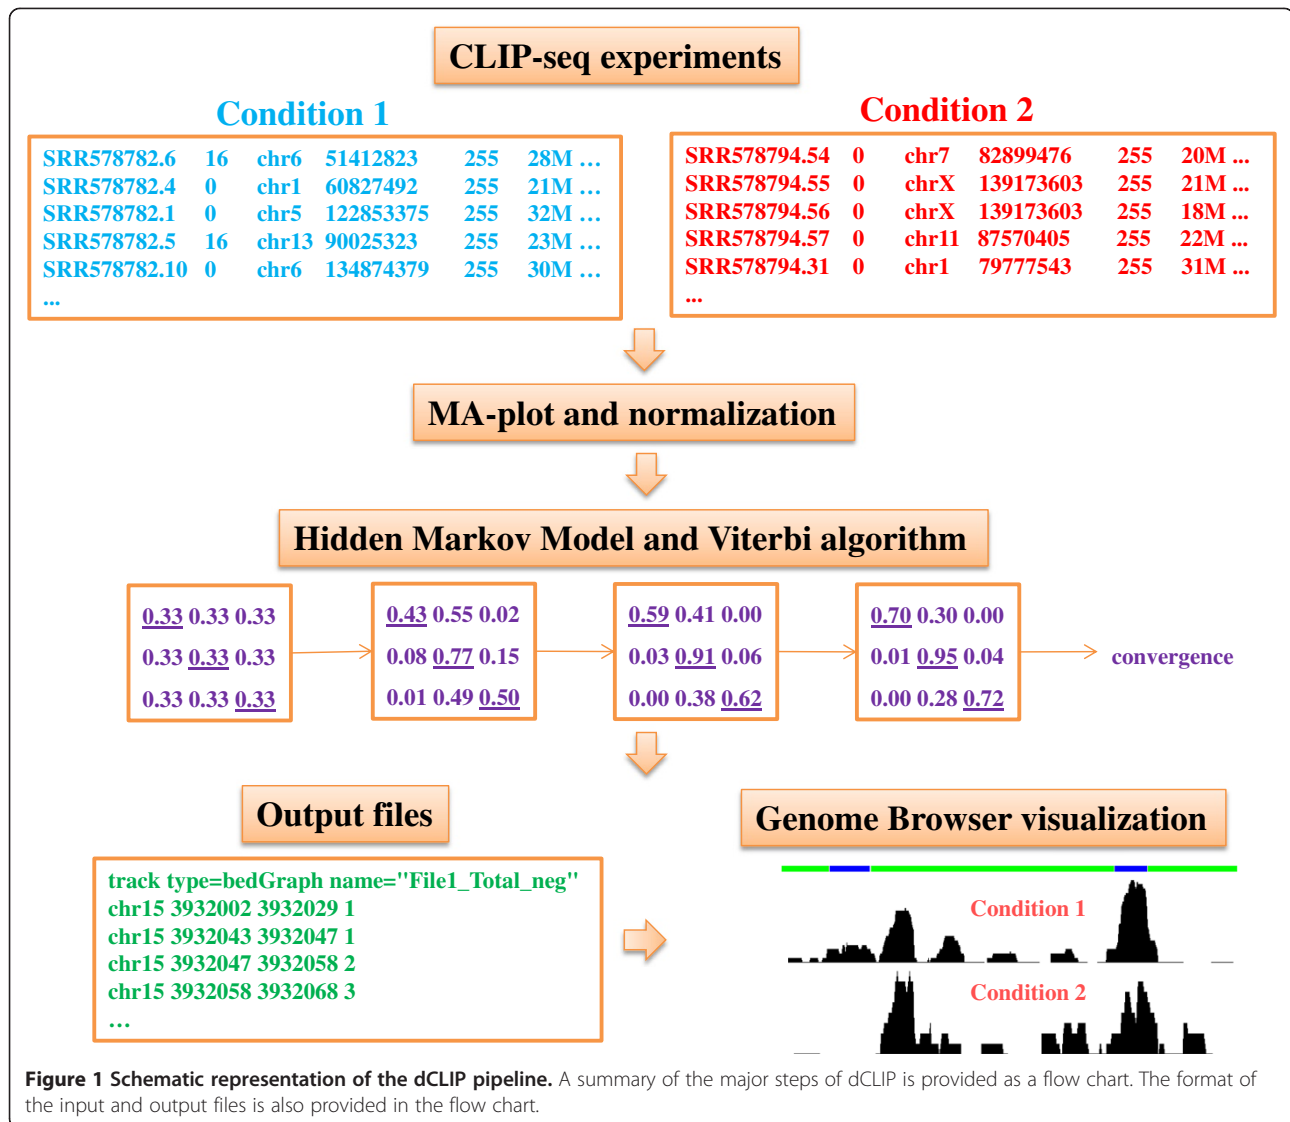 CLIP-seq experiments
Condition 1
SRR578782.6 16 chr6 51412823 255 28M ...
SRR578782.4 0 chr1 60827492 255 21M ...
SRR578782.1 0 chr5 122853375 255 32M ...
SRR578782.5 16 chr13 90025323 255 23M ...
SRR578782.10 0 chr6 134874379 255 30M ...
...
Condition 2
SRR578794.54 0 chr7 82899476 255 20M ...
SRR578794.55 0 chrX 139173603 255 21M ...
SRR578794.56 0 chrX 139173603 255 18M ...
SRR578794.57 0 chr11 87570405 255 22M ...
SRR578794.31 0 chr1 79777543 255 31M ...
...
MA-plot and normalization
Hidden Markov Model and Viterbi algorithm
0.33 0.33 0.33
0.33 0.33 0.33
0.33 0.33 0.33
0.43 0.55 0.02
0.08 0.77 0.15
0.01 0.49 0.50
0.59 0.41 0.00
0.03 0.91 0.06
0.00 0.38 0.62
0.70 0.30 0.00
0.01 0.95 0.04
0.00 0.28 0.72
convergence
Output files
track type=bedGraph name="File1_Total_neg"
chr15 3932002 3932029 1
chr15 3932043 3932047 1
chr15 3932047 3932058 2
chr15 3932058 3932068 3
...
Genome Browser visualization
Condition 1
Condition 2
Figure 1 Schematic representation of the dCLIP pipeline. A summary of the major steps of dCLIP is provided as a flow chart. The format of
the input and output files is also provided in the flow chart.